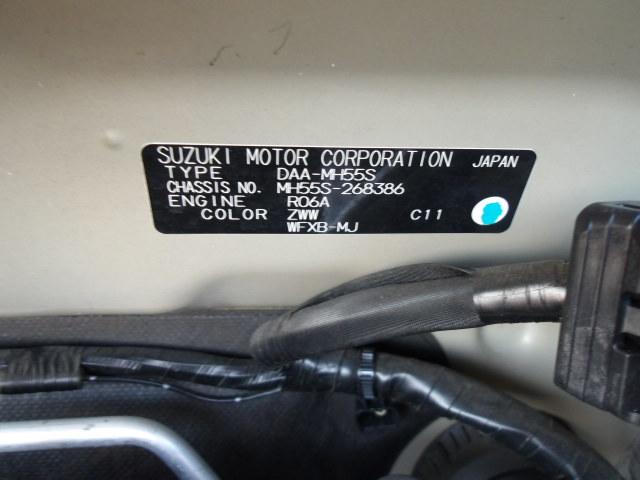 SUZUKI MOTOR CORPORATION JAPAN
TYPE DAA-MH55S
CHASSIS NO. MH55S-268386
ENGINE R06A
COLOR ZWW C11
WFXB-MJ